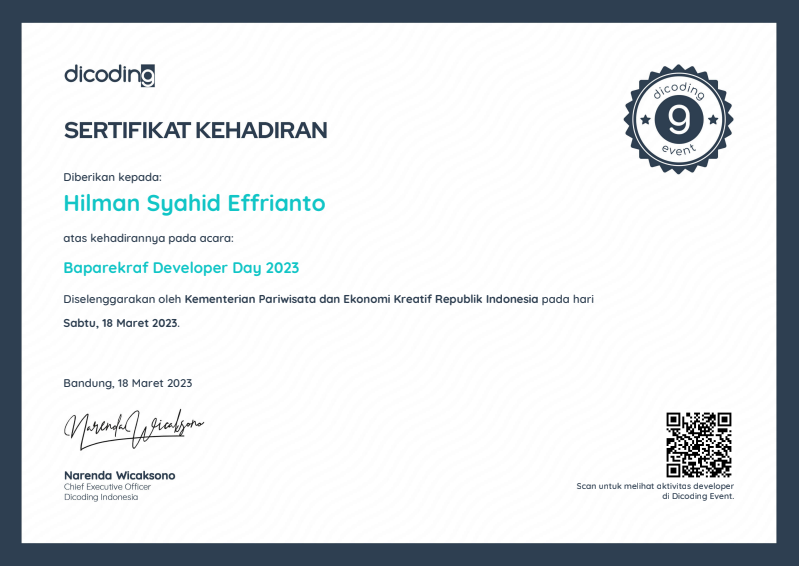 dicoding
SERTIFIKAT KEHADIRAN
dicoding
9
event
Diberikan kepada:
Hilman Syahid Effrianto
atas kehadirannya pada acara:
Baparekraf Developer Day 2023
Diselenggarakan oleh Kementerian Pariwisata dan Ekonomi Kreatif Republik Indonesia pada hari
Sabtu, 18 Maret 2023.
Bandung, 18 Maret 2023
Narenda Wicaksono
Narenda Wicaksono
Chief Executive Officer
Dicoding Indonesia
Scan untuk melihat aktivitas developer
di Dicoding Event.